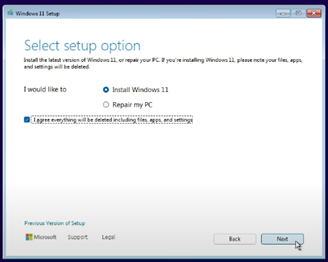 Windows 11 Setup
Select setup option
Install the latest version of Windows 11, or repair your PC. If you're installing Windows 11, please note your files, apps,
and settings will be deleted.
I would like to
Install Windows 11
Repair my PC
I agree everything will be deleted including files, apps, and settings
Previous Version of Setup
Microsoft Support Legal
Back Next